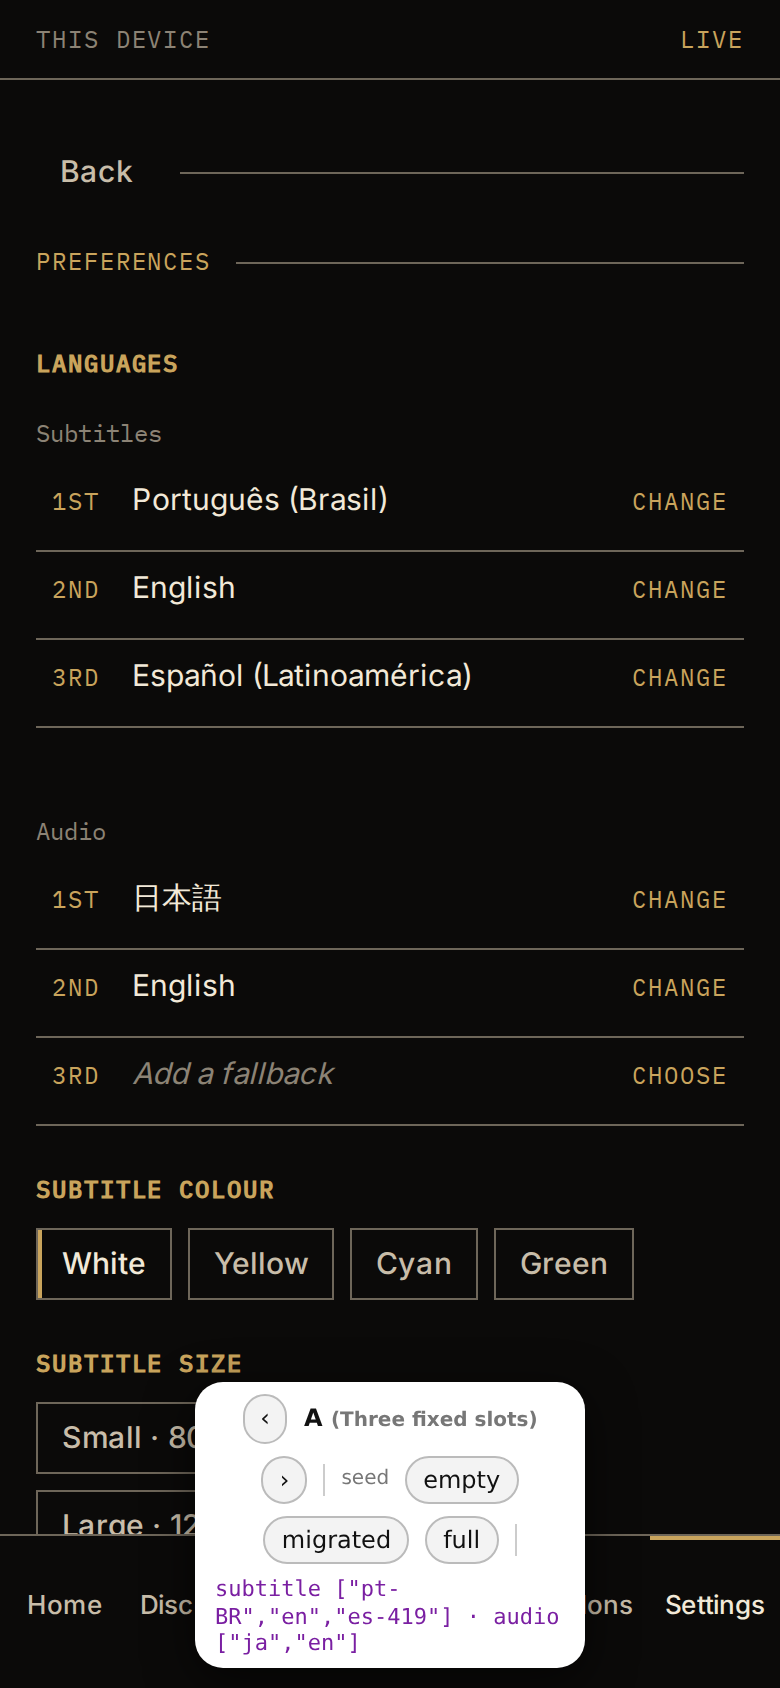 THIS DEVICE LIVE
Back
PREFERENCES
LANGUAGES
Subtitles
1ST Português (Brasil) CHANGE
2ND English CHANGE
3RD Español (Latinoamérica) CHANGE
Audio
1ST 日本語 CHANGE
2ND English CHANGE
3RD Add a fallback CHOOSE
SUBTITLE COLOUR
White Yellow Cyan Green
SUBTITLE SIZE
Small · 80
Large · 12
‹ A (Three fixed slots)
› seed empty
migrated full
subtitle ["pt-
BR","en","es-419"] · audio
["ja","en"]
Home Disc ons Settings